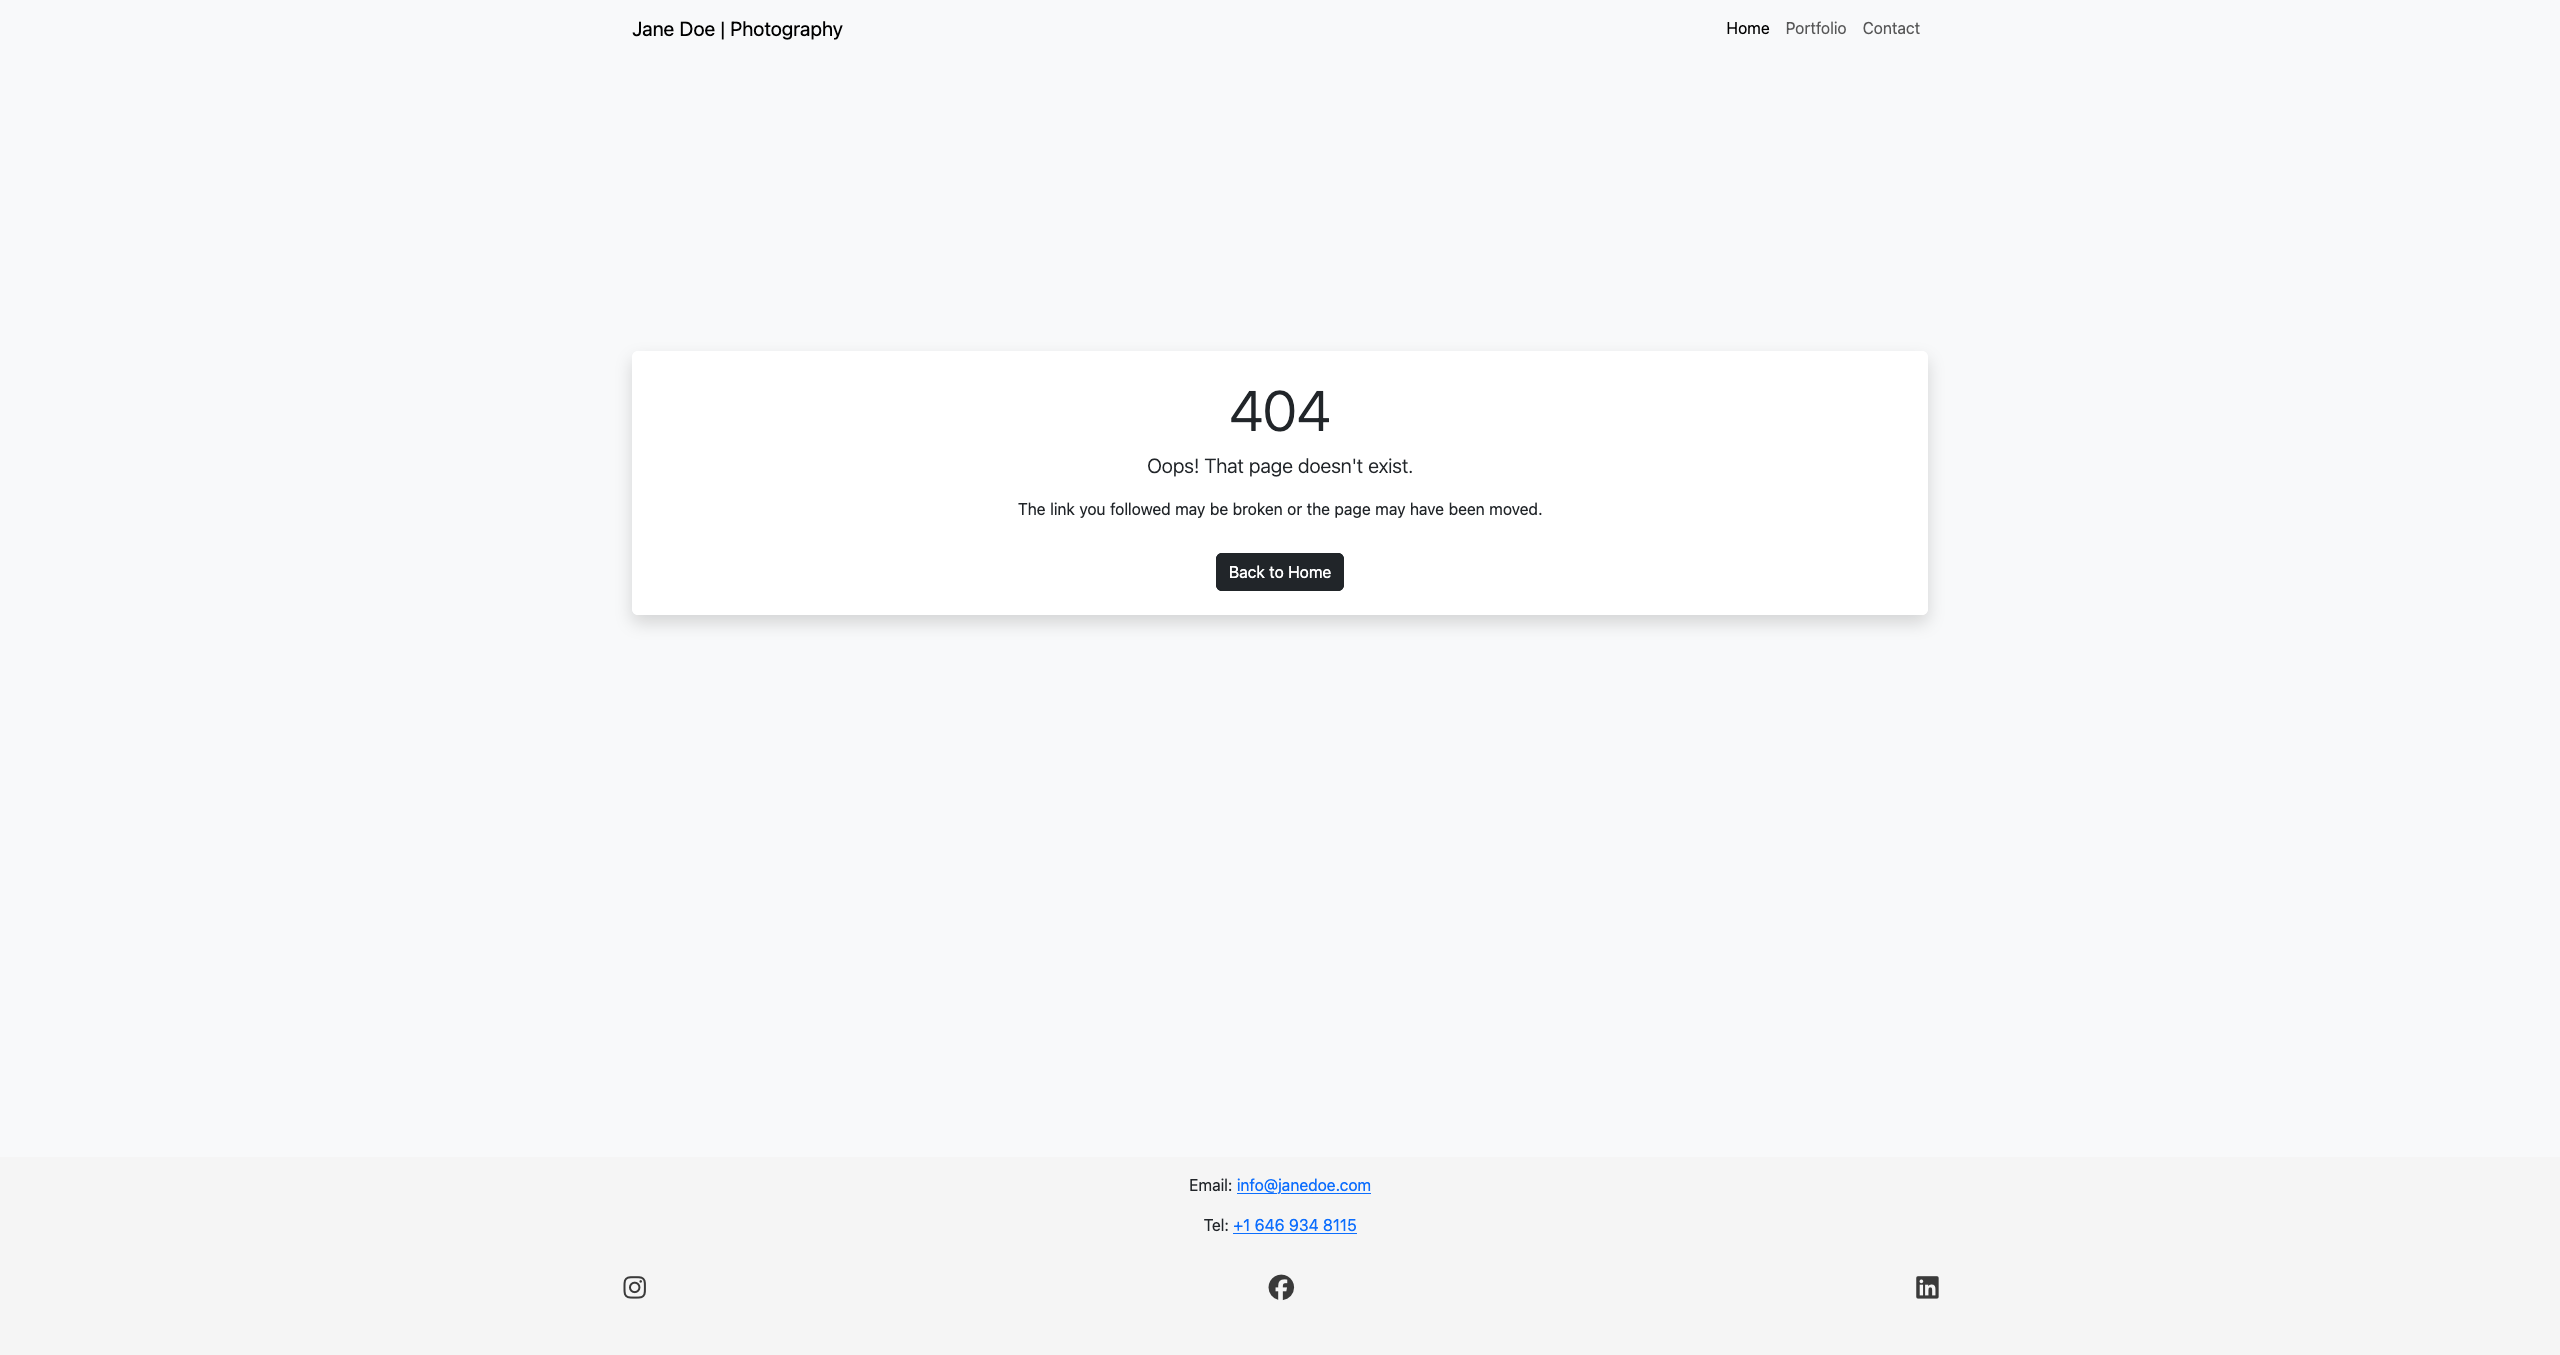 Jane Doe | Photography
Home Portfolio Contact
404
Oops! That page doesn't exist.
The link you followed may be broken or the page may have been moved.
Back to Home
Email: info@janedoe.com
Tel: +1 646 934 8115